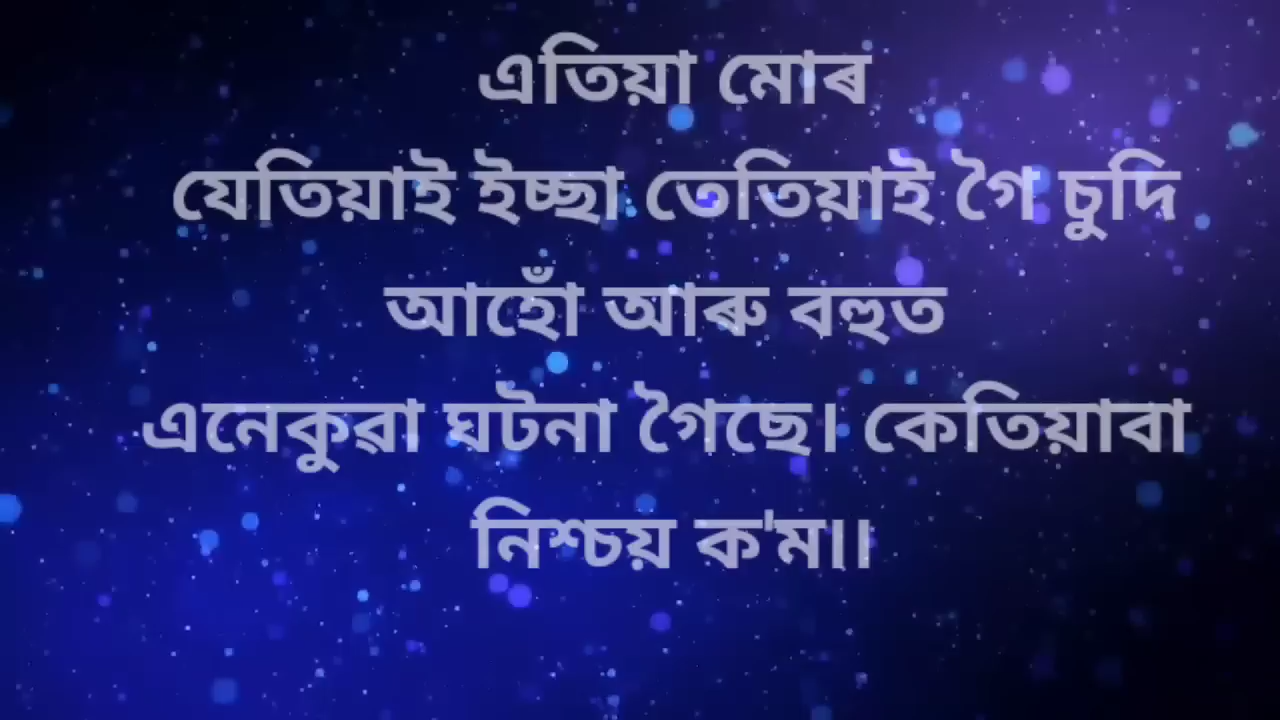 এতিয়া মোৰ
যেতিয়াই ইচ্ছা তেতিয়াই গৈ চুদি
আহোঁ আৰু বহুত
এনেকুৱা ঘটনা গৈছে। কেতিয়াবা
নিশ্চয় ক'ম।।